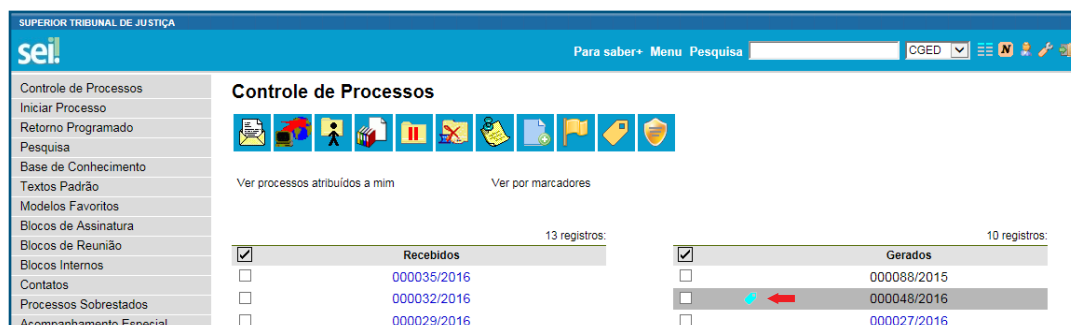 SUPERIOR TRIBUNAL DE JUSTIÇA
sei!
Para saber+ Menu Pesquisa CGED N
Controle de Processos
Iniciar Processo
Retorno Programado
Pesquisa
Base de Conhecimento
Textos Padrão
Modelos Favoritos
Blocos de Assinatura
Blocos de Reunião
Blocos Internos
Contatos
Processos Sobrestados
Acompanhamento Especial
Controle de Processos
Ver processos atribuídos a mim Ver por marcadores
13 registros:
Recebidos
000035/2016
000032/2016
000029/2016
10 registros:
Gerados
000088/2015
000048/2016
000027/2016